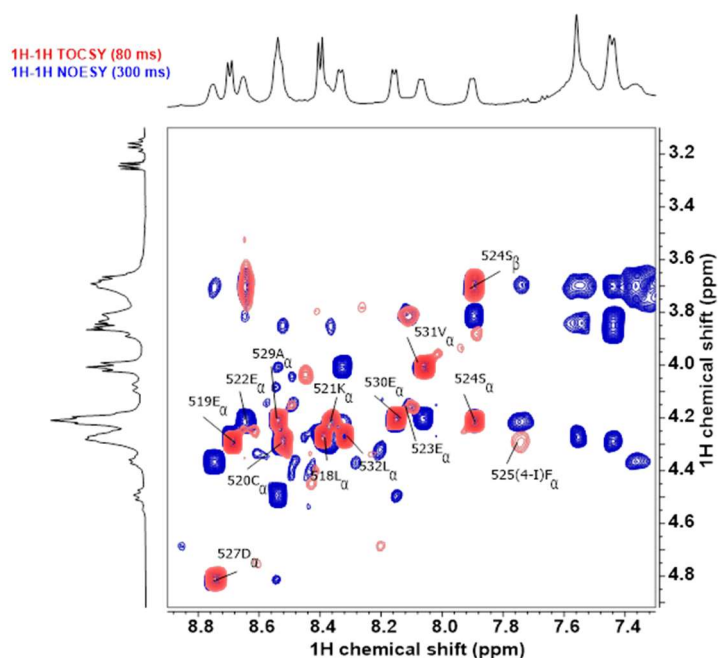 1H-1H TOCSY (80 ms)
1H-1H NOESY (300 ms)
3.2
3.6
3.8
4.0
4.2
4.4
4.6
4.8
1H chemical shift (ppm)
524Sβ
531Vα
529Aα
522Eα
519Eα
521Kα
530Eα
524Sα
520Cα
518Lα
532Lα
523Eα
525(4-I)Fα
527Dα
8.8 8.6 8.4 8.2 8.0 7.8 7.6 7.4
1H chemical shift (ppm)